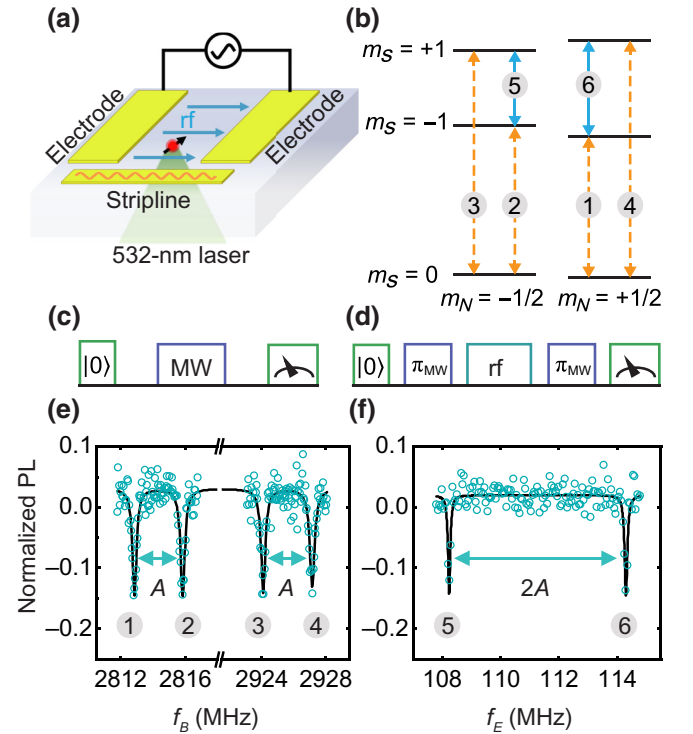 (a)
Electrode
rf
Electrode
Stripline
532-nm laser
(b)
m_S = +1
5
6
m_S = −1
3
2
1
4
m_S = 0
m_N = −1/2
m_N = +1/2
(c)
|0⟩
MW
(d)
|0⟩
π_MW
rf
π_MW
(e)
Normalized PL
0.1
0.0
−0.1
−0.2
A
A
1
2
3
4
2812
2816
2924
2928
f_B (MHz)
(f)
2A
5
6
108
110
112
114
f_E (MHz)